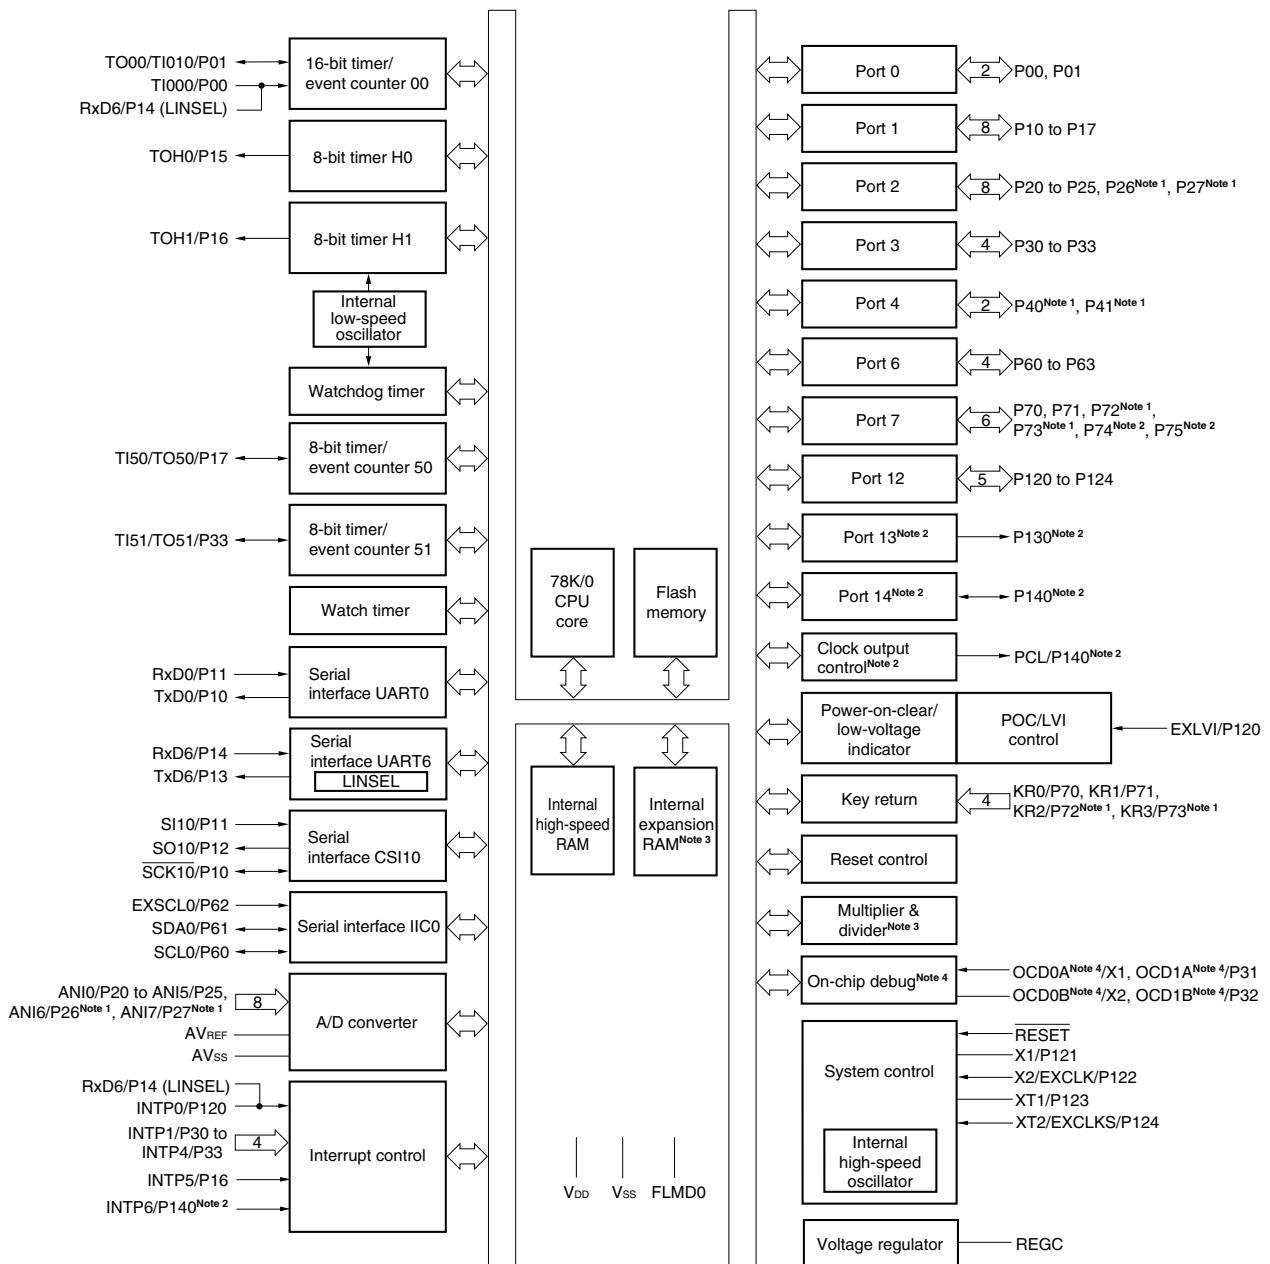 TO00/TI010/P01
TI000/P00
RxD6/P14 (LINSEL)
16-bit timer/
event counter 00
TOH0/P15
8-bit timer H0
TOH1/P16
8-bit timer H1
Internal
low-speed
oscillator
Watchdog timer
TI50/TO50/P17
8-bit timer/
event counter 50
TI51/TO51/P33
8-bit timer/
event counter 51
Watch timer
RxD0/P11
TxD0/P10
Serial
interface UART0
RxD6/P14
TxD6/P13
Serial
interface UART6
LINSEL
SI10/P11
SO10/P12
SCK10/P10
Serial
interface CSI10
EXSCL0/P62
SDA0/P61
SCL0/P60
Serial interface IIC0
ANI0/P20 to ANI5/P25,
ANI6/P26Note 1, ANI7/P27Note 1
8
AVREF
AVSS
A/D converter
RxD6/P14 (LINSEL)
INTP0/P120
INTP1/P30 to
INTP4/P33
4
INTP5/P16
INTP6/P140Note 2
Interrupt control
78K/0
CPU
core
Flash
memory
Internal
high-speed
RAM
Internal
expansion
RAMNote 3
VDD
VSS
FLMD0
Port 0
2
P00, P01
Port 1
8
P10 to P17
Port 2
8
P20 to P25, P26Note 1, P27Note 1
Port 3
4
P30 to P33
Port 4
2
P40Note 1, P41Note 1
Port 6
4
P60 to P63
Port 7
6
P70, P71, P72Note 1,
P73Note 1, P74Note 2, P75Note 2
Port 12
5
P120 to P124
Port 13Note 2
P130Note 2
Port 14Note 2
P140Note 2
Clock output
controlNote 2
PCL/P140Note 2
Power-on-clear/
low-voltage
indicator
POC/LVI
control
EXLVI/P120
Key return
4
KR0/P70, KR1/P71,
KR2/P72Note 1, KR3/P73Note 1
Reset control
Multiplier &
dividerNote 3
On-chip debugNote 4
OCD0ANote 4/X1, OCD1ANote 4/P31
OCD0BNote 4/X2, OCD1BNote 4/P32
System control
RESET
X1/P121
X2/EXCLK/P122
XT1/P123
XT2/EXCLKS/P124
Internal
high-speed
oscillator
Voltage regulator
REGC